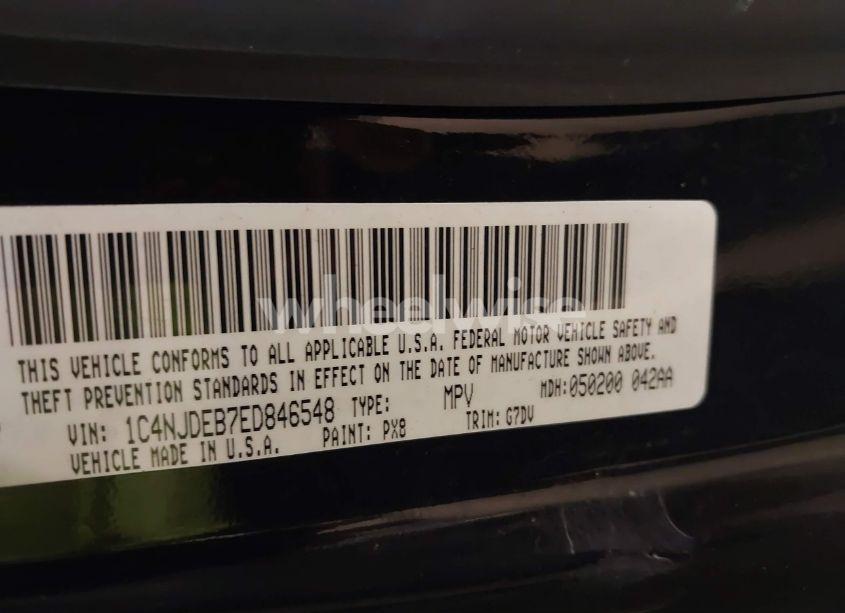 wheelwise
THIS VEHICLE CONFORMS TO ALL APPLICABLE U.S.A. FEDERAL MOTOR VEHICLE SAFETY AND
THEFT PREVENTION STANDARDS IN EFFECT ON THE DATE OF MANUFACTURE SHOWN ABOVE.
VIN: 1C4NJDEB7ED846548 TYPE: MPV MDH:050200 042AA
VEHICLE MADE IN U.S.A. PAINT: PX8 TRIM: G7DV